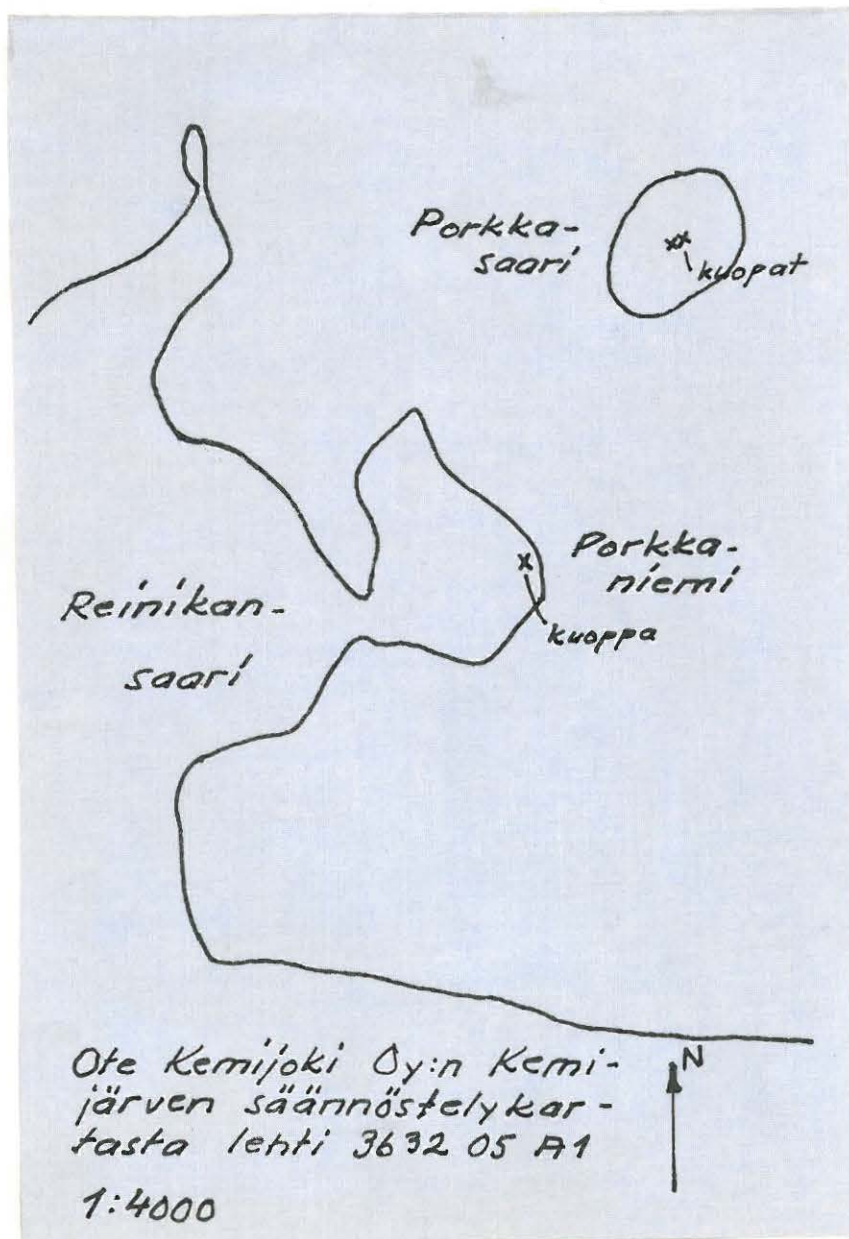 Porkka-
saari
kuopat
Porkka-
niemi
kuoppa
Reinikan-
saari
Ote Kemijoki Oy:n Kemi-
järven säännöstelykar-
tasta lehti 3632 05 A1
1:4000
N